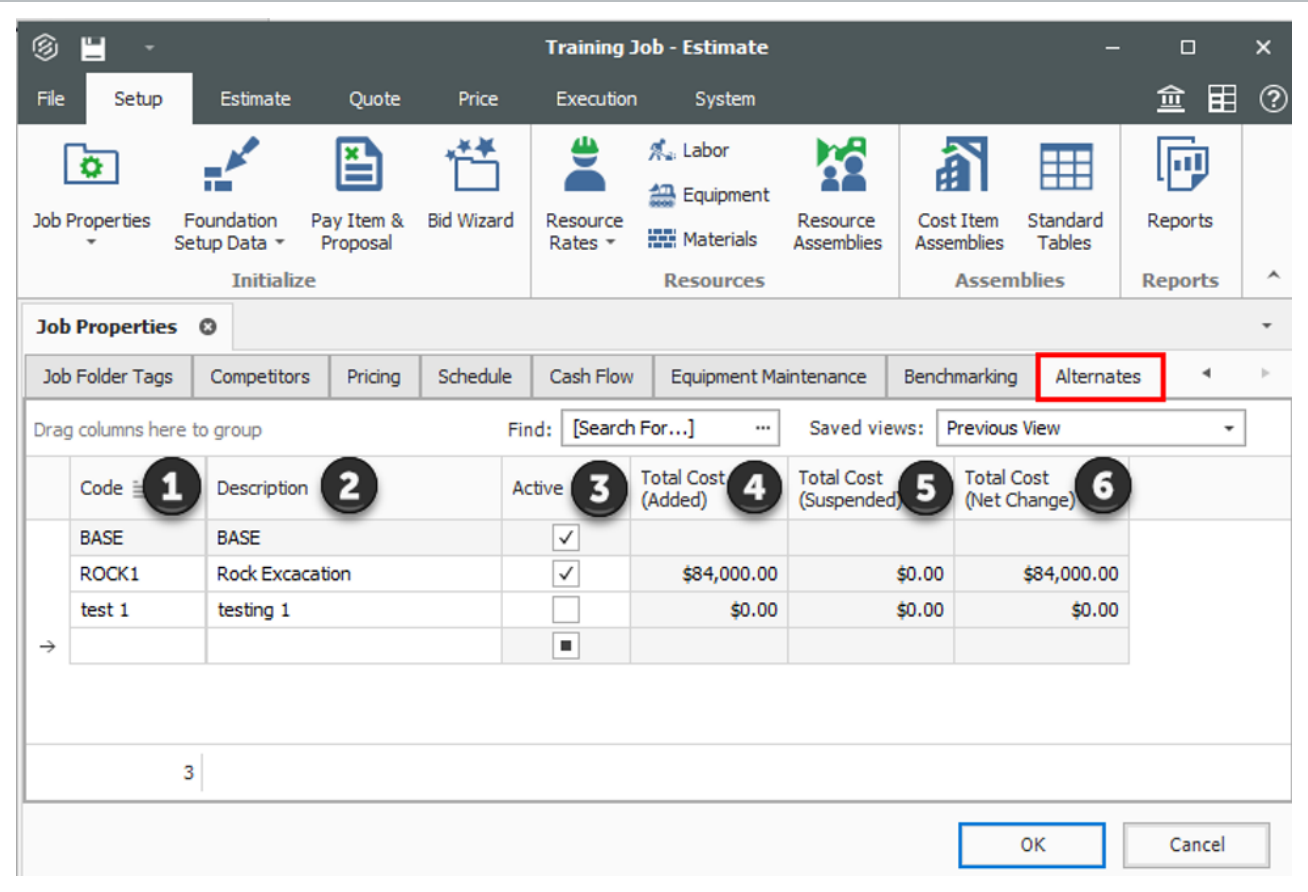 Training Job - Estimate
File Setup Estimate Quote Price Execution System
Job Properties
Foundation
Setup Data
Pay Item &
Proposal
Bid Wizard
Resource
Rates
Labor
Equipment
Materials
Resource
Assemblies
Cost Item
Assemblies
Standard
Tables
Reports
Initialize Resources Assemblies Reports
Job Properties
Job Folder Tags Competitors Pricing Schedule Cash Flow Equipment Maintenance Benchmarking Alternates
Drag columns here to group Find: [Search For...] ... Saved views: Previous View
Code 1 Description 2 Active 3
Total Cost
(Added) 4
Total Cost
(Suspended) 5
Total Cost
(Net Change) 6
BASE BASE
ROCK1 Rock Excacation $84,000.00 $0.00 $84,000.00
test 1 testing 1 $0.00 $0.00 $0.00
3
OK Cancel